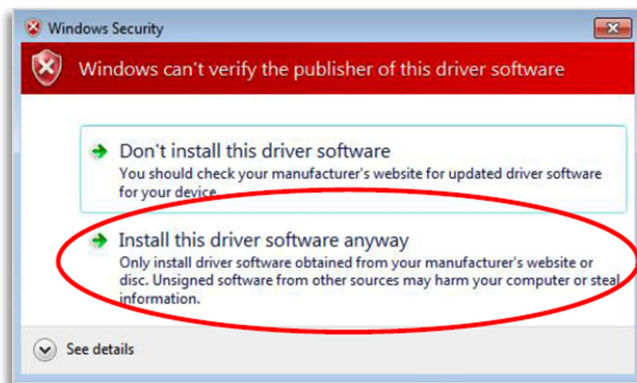 Windows Security
Windows can't verify the publisher of this driver software
Don't install this driver software
You should check your manufacturer's website for updated driver software
for your device.
Install this driver software anyway
Only install driver software obtained from your manufacturer's website or
disc. Unsigned software from other sources may harm your computer or steal
information.
See details